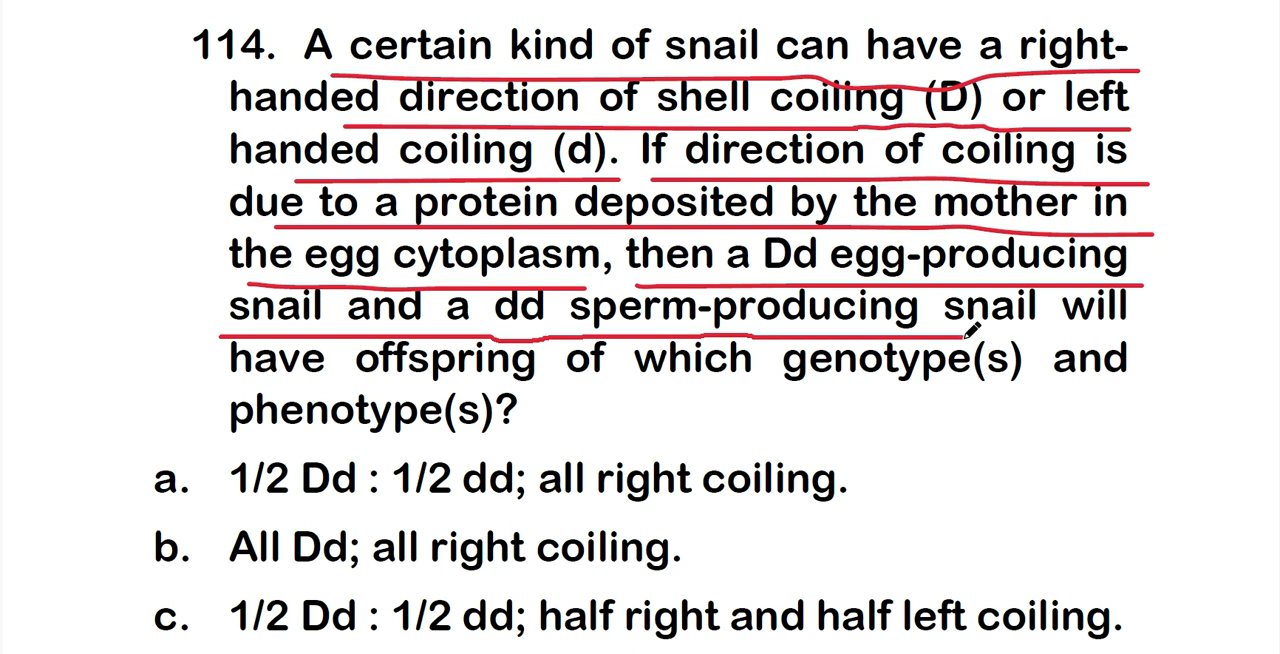 114. A certain kind of snail can have a right-
handed direction of shell coiling (D) or left
handed coiling (d). If direction of coiling is
due to a protein deposited by the mother in
the egg cytoplasm, then a Dd egg-producing
snail and a dd sperm-producing snail will
have offspring of which genotype(s) and
phenotype(s)?
a. 1/2 Dd : 1/2 dd; all right coiling.
b. All Dd; all right coiling.
c. 1/2 Dd : 1/2 dd; half right and half left coiling.